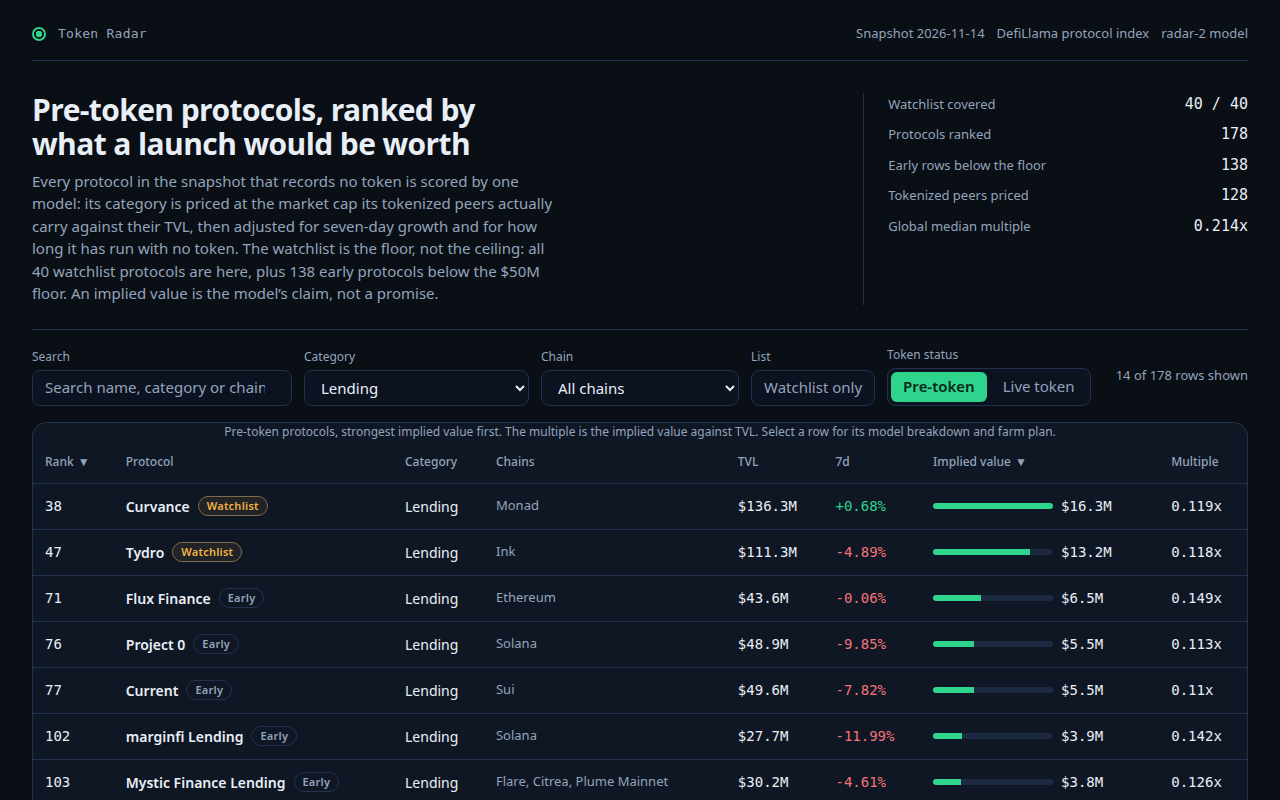 Token Radar
Snapshot 2026-11-14 DefiLlama protocol index radar-2 model
Pre-token protocols, ranked by
what a launch would be worth
Every protocol in the snapshot that records no token is scored by one
model: its category is priced at the market cap its tokenized peers actually
carry against their TVL, then adjusted for seven-day growth and for how
long it has run with no token. The watchlist is the floor, not the ceiling: all
40 watchlist protocols are here, plus 138 early protocols below the $50M
floor. An implied value is the model’s claim, not a promise.
Watchlist covered 40 / 40
Protocols ranked 178
Early rows below the floor 138
Tokenized peers priced 128
Global median multiple 0.214x
Search Category Chain List Token status
Search name, category or chain Lending All chains Watchlist only Pre-token Live token 14 of 178 rows shown
Pre-token protocols, strongest implied value first. The multiple is the implied value against TVL. Select a row for its model breakdown and farm plan.
Rank ▼ Protocol Category Chains TVL 7d Implied value ▼ Multiple
38 Curvance Watchlist Lending Monad $136.3M +0.68% $16.3M 0.119x
47 Tydro Watchlist Lending Ink $111.3M -4.89% $13.2M 0.118x
71 Flux Finance Early Lending Ethereum $43.6M -0.06% $6.5M 0.149x
76 Project 0 Early Lending Solana $48.9M -9.85% $5.5M 0.113x
77 Current Early Lending Sui $49.6M -7.82% $5.5M 0.11x
102 marginfi Lending Early Lending Solana $27.7M -11.99% $3.9M 0.142x
103 Mystic Finance Lending Early Lending Flare, Citrea, Plume Mainnet $30.2M -4.61% $3.8M 0.126x